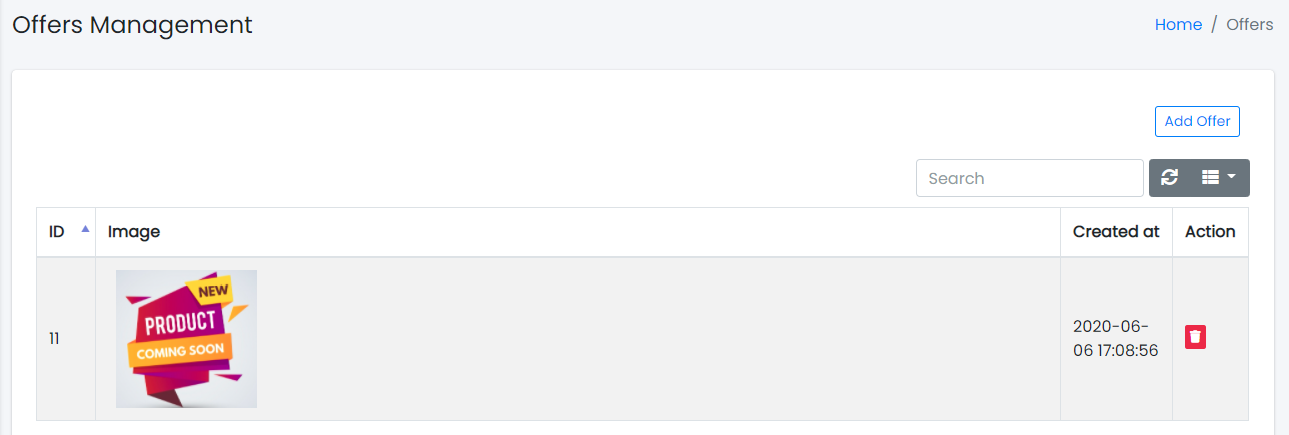 Offers Management
Home / Offers
Add Offer
Search
ID Image Created at Action
NEW
PRODUCT
COMING SOON
11
2020-06-
06 17:08:56